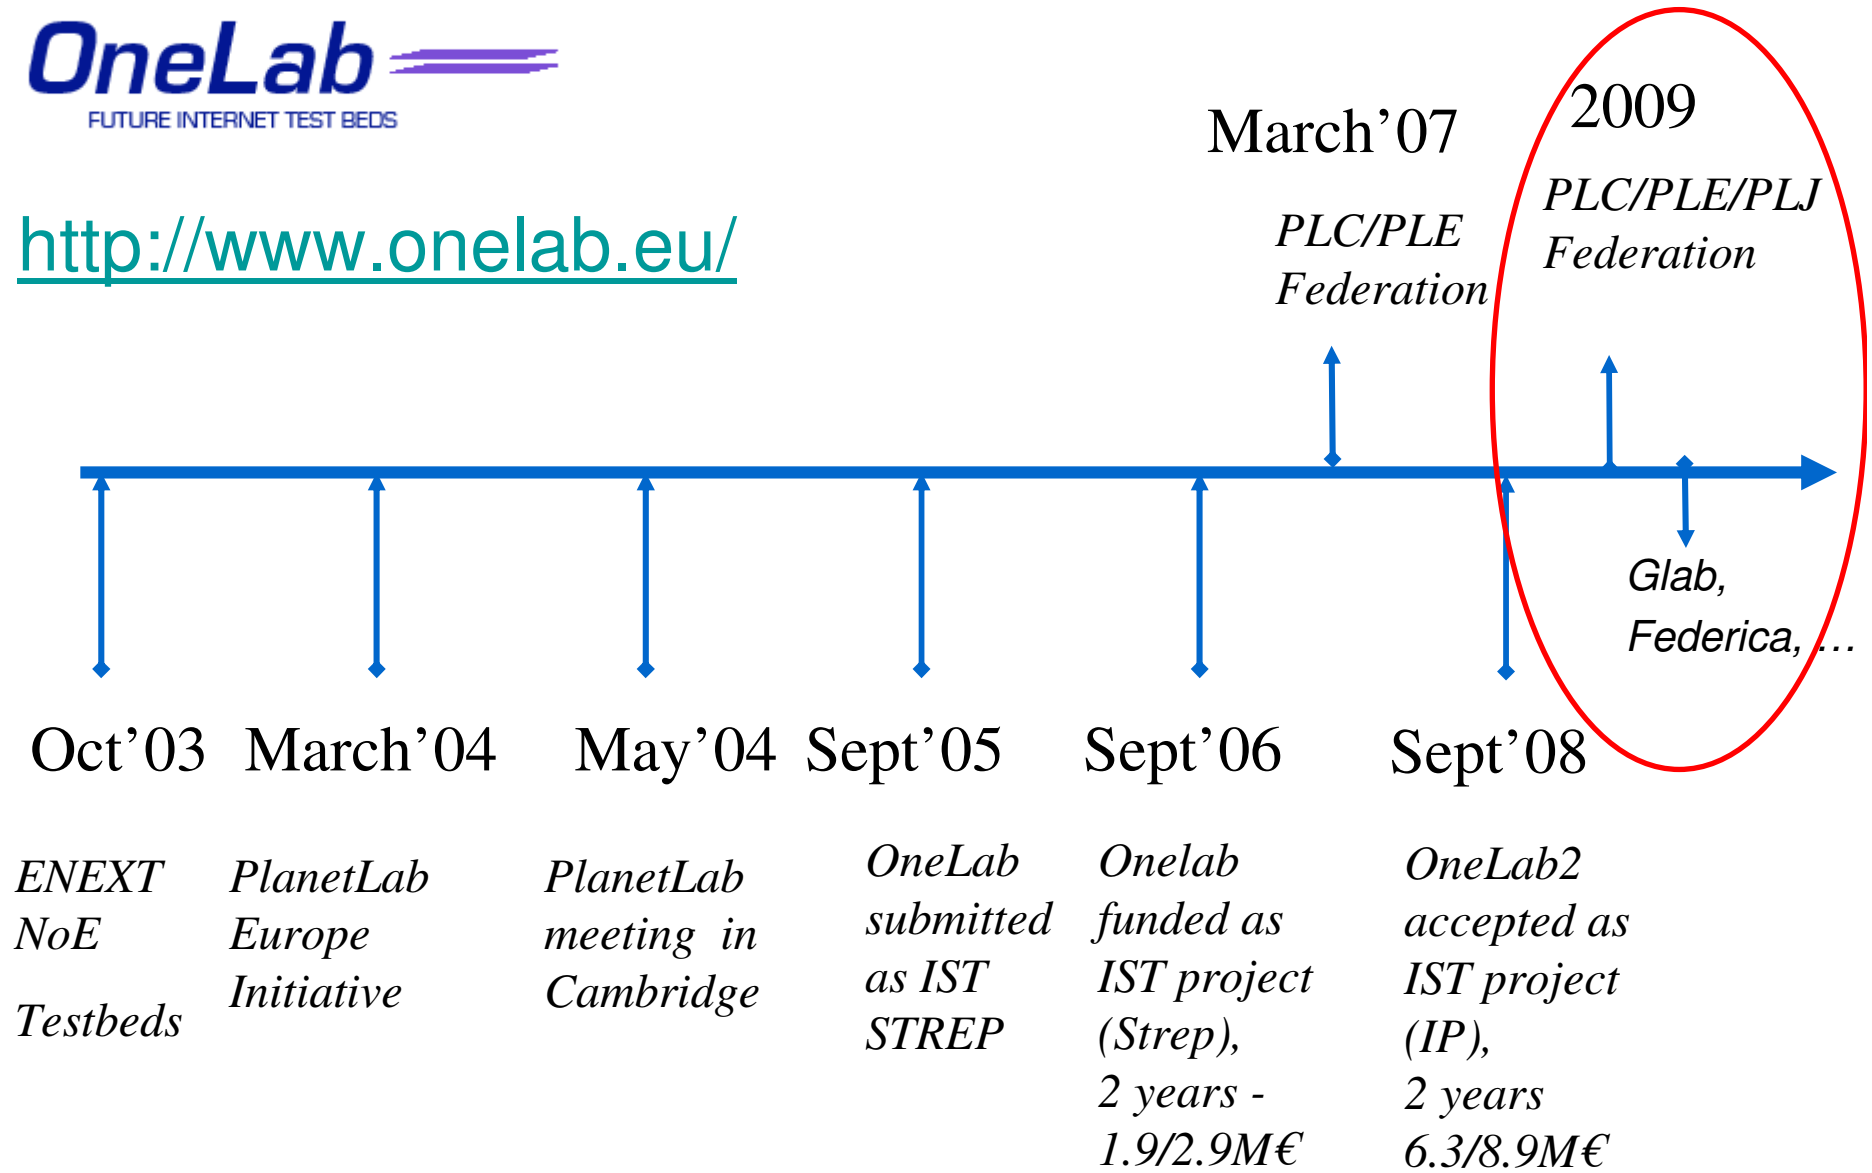 OneLab
FUTURE INTERNET TEST BEDS
http://www.onelab.eu/
March’07
PLC/PLE
Federation
2009
PLC/PLE/PLJ
Federation
Glab,
Federica, …
Oct’03
ENEXT
NoE
Testbeds
March’04
PlanetLab
Europe
Initiative
May’04
PlanetLab
meeting in
Cambridge
Sept’05
OneLab
submitted
as IST
STREP
Sept’06
Onelab
funded as
IST project
(Strep),
2 years -
1.9/2.9M€
Sept’08
OneLab2
accepted as
IST project
(IP),
2 years
6.3/8.9M€